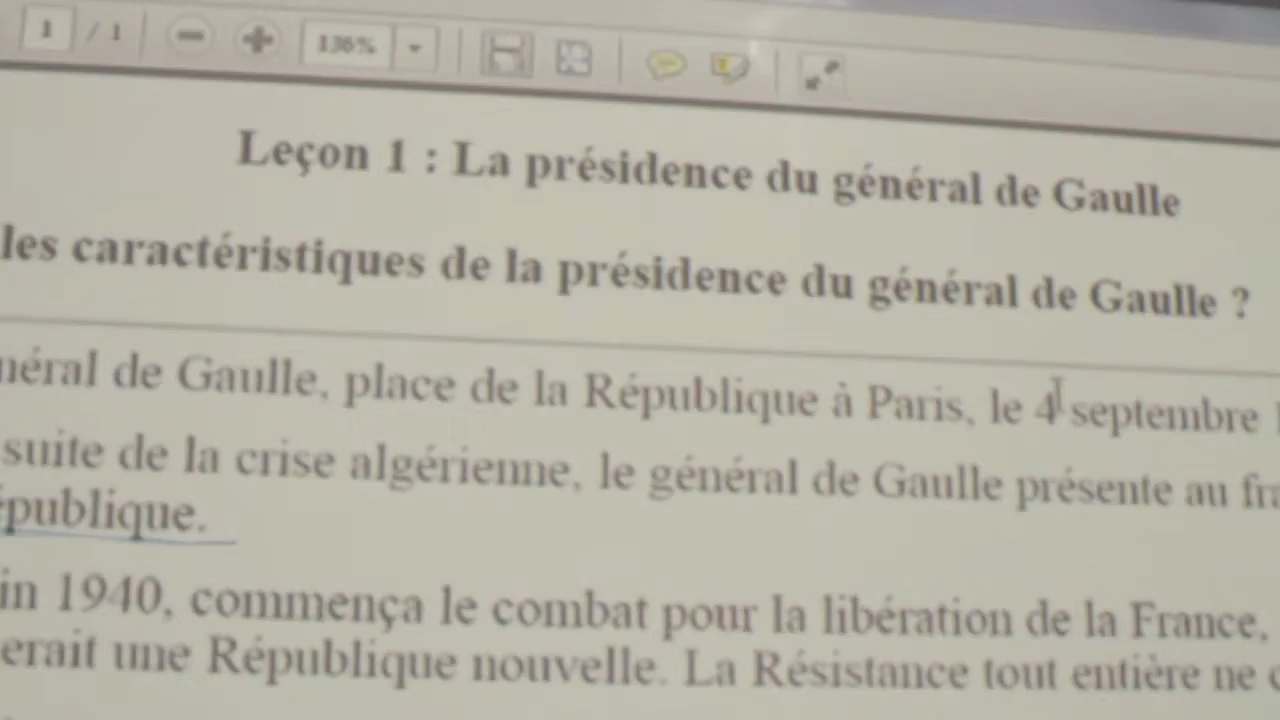 1 / 1 136%
Leçon 1 : La présidence du général de Gaulle
les caractéristiques de la présidence du général de Gaulle ?
néral de Gaulle, place de la République à Paris, le 4 septembre 1
suite de la crise algérienne, le général de Gaulle présente au fra
épublique.
in 1940, commença le combat pour la libération de la France,
erait une République nouvelle. La Résistance tout entière ne c